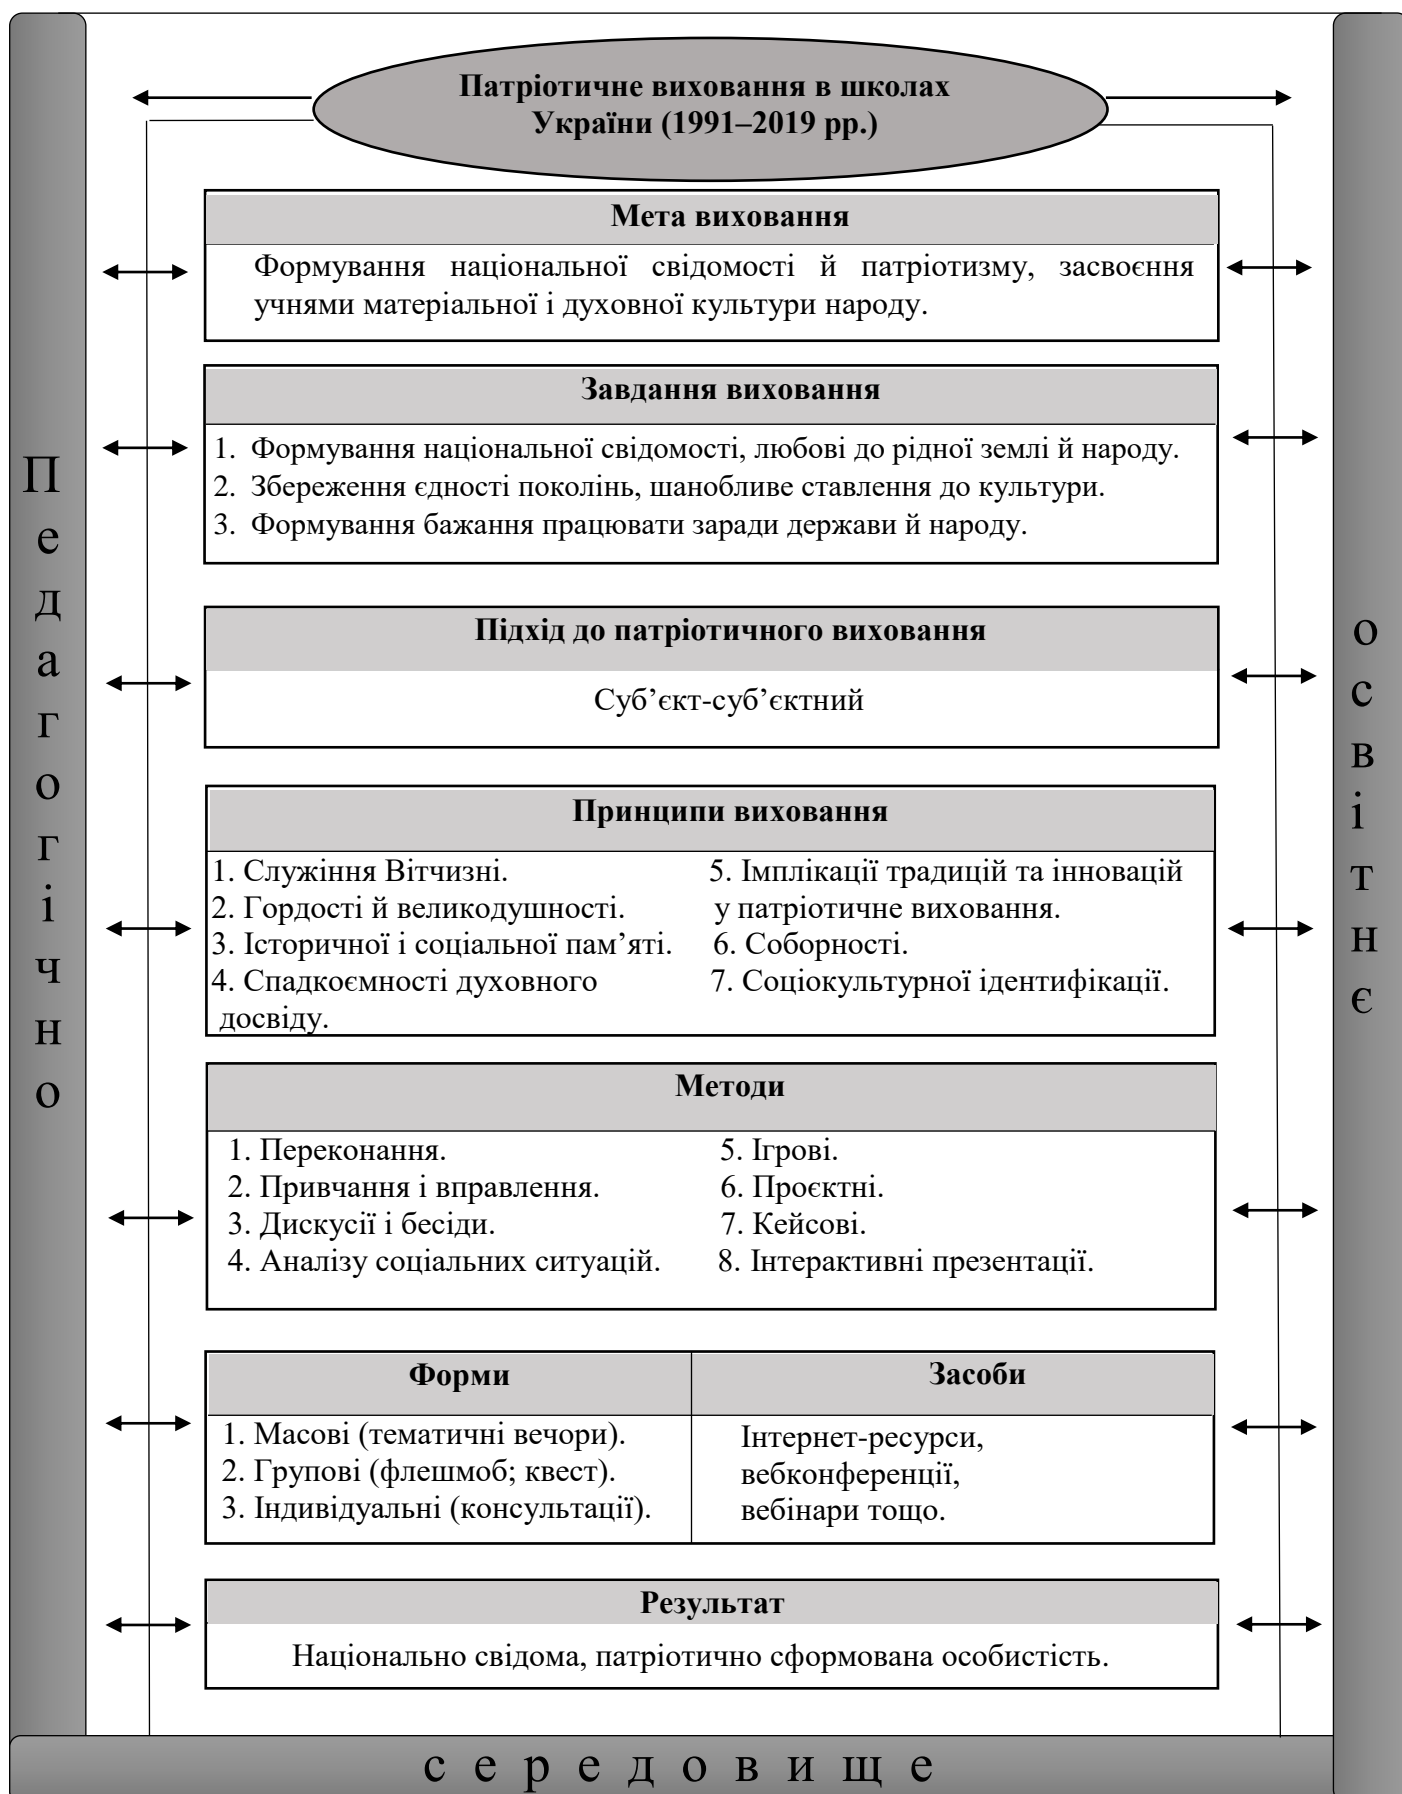 Патріотичне виховання в школах
України (1991–2019 рр.)
Мета виховання
Формування національної свідомості й патріотизму, засвоєння
учнями матеріальної і духовної культури народу.
Завдання виховання
1. Формування національної свідомості, любові до рідної землі й народу.
2. Збереження єдності поколінь, шанобливе ставлення до культури.
3. Формування бажання працювати заради держави й народу.
Підхід до патріотичного виховання
Суб’єкт-суб’єктний
Принципи виховання
1. Служіння Вітчизні.
2. Гордості й великодушності.
3. Історичної і соціальної пам’яті.
4. Спадкоємності духовного
досвіду.
5. Імплікації традицій та інновацій
у патріотичне виховання.
6. Соборності.
7. Соціокультурної ідентифікації.
Методи
1. Переконання.
2. Привчання і вправлення.
3. Дискусії і бесіди.
4. Аналізу соціальних ситуацій.
5. Ігрові.
6. Проєктні.
7. Кейсові.
8. Інтерактивні презентації.
Форми
1. Масові (тематичні вечори).
2. Групові (флешмоб; квест).
3. Індивідуальні (консультації).
Засоби
Інтернет-ресурси,
вебконференції,
вебінари тощо.
Результат
Національно свідома, патріотично сформована особистість.
Педагогічно
освітнє
середовище